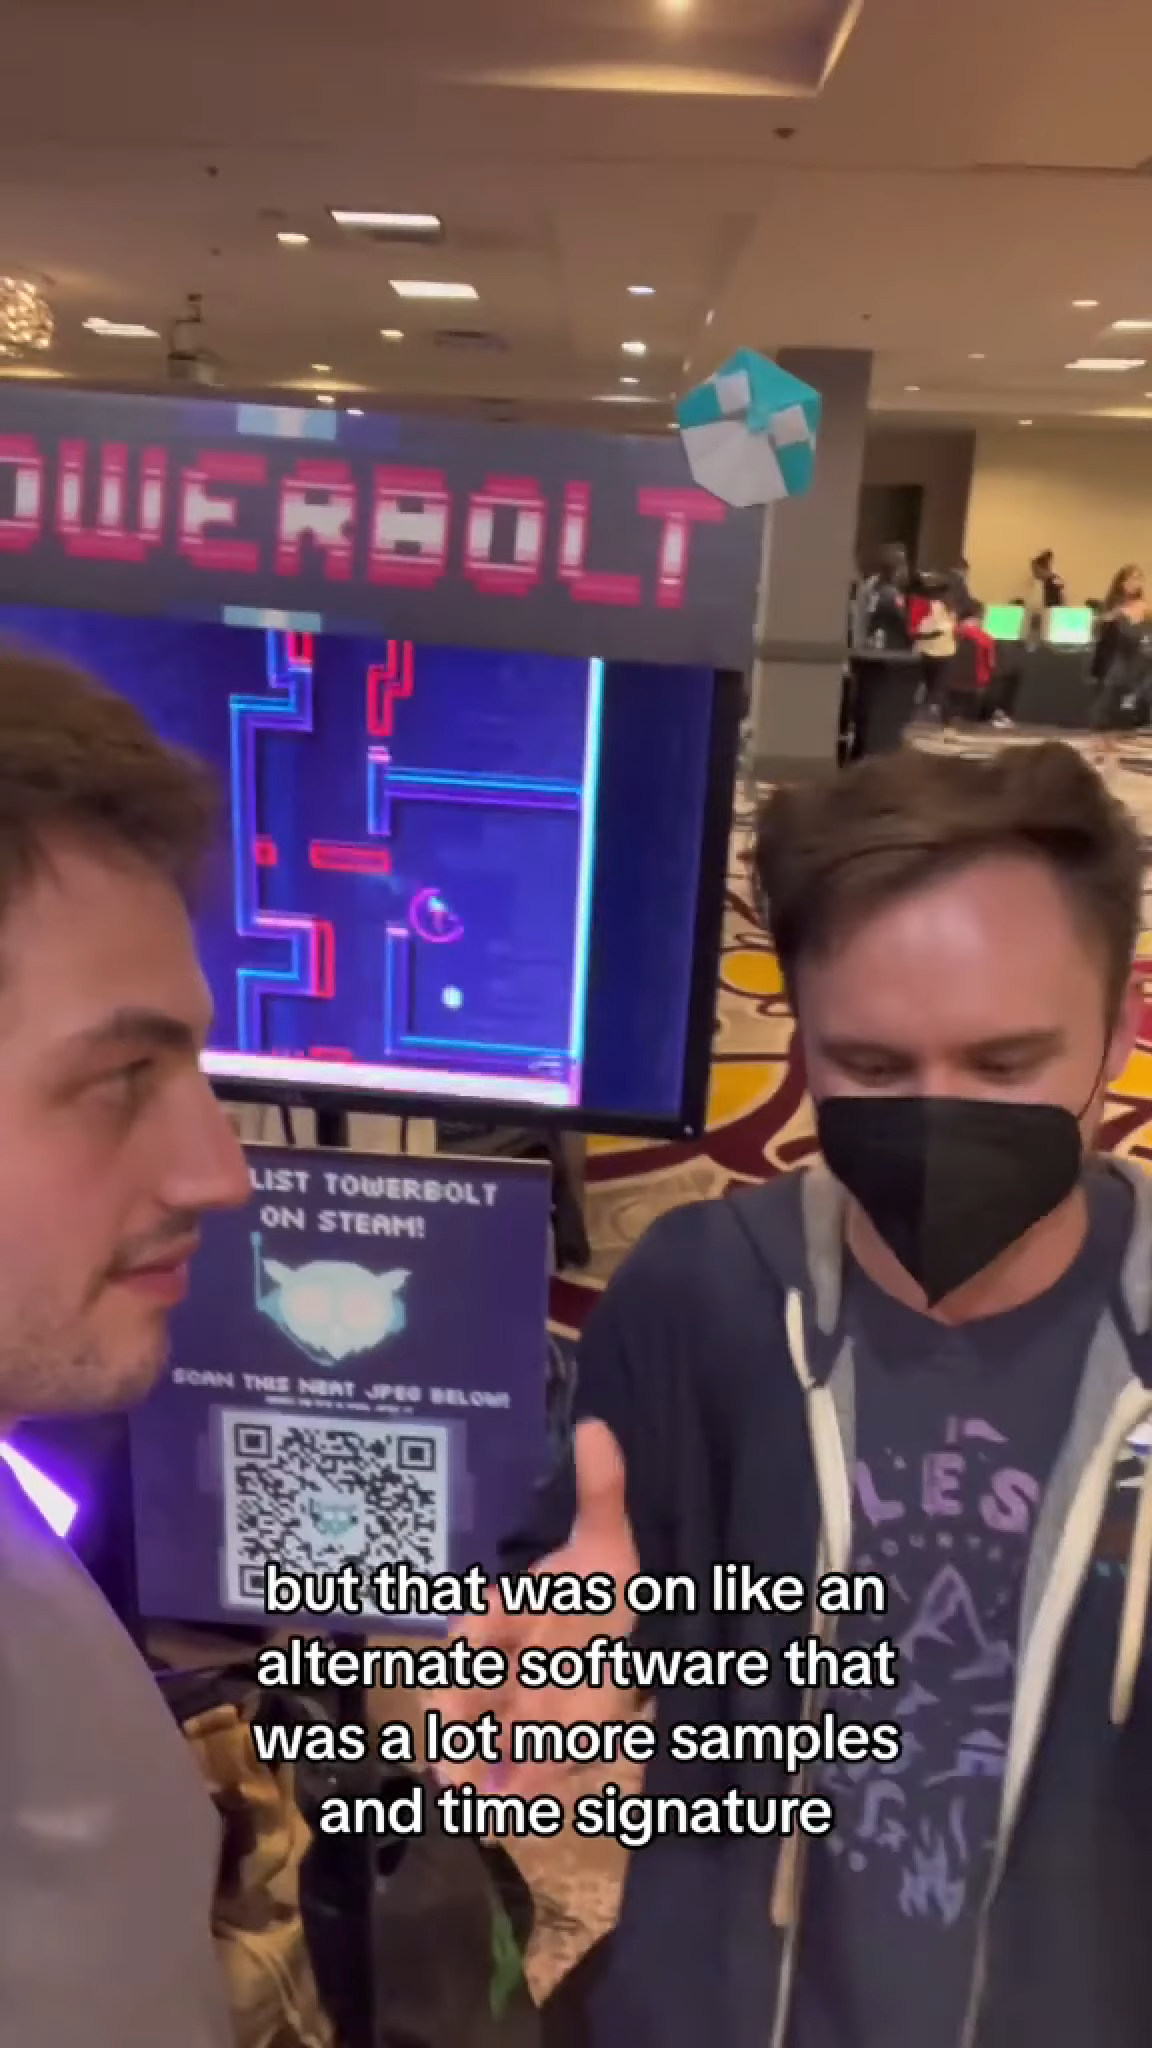 OWERBOLT
LIST TOWERBOLT
ON STEAM!
SCAN THIS NEAT JPEG BELOW!
LES
but that was on like an
alternate software that
was a lot more samples
and time signature